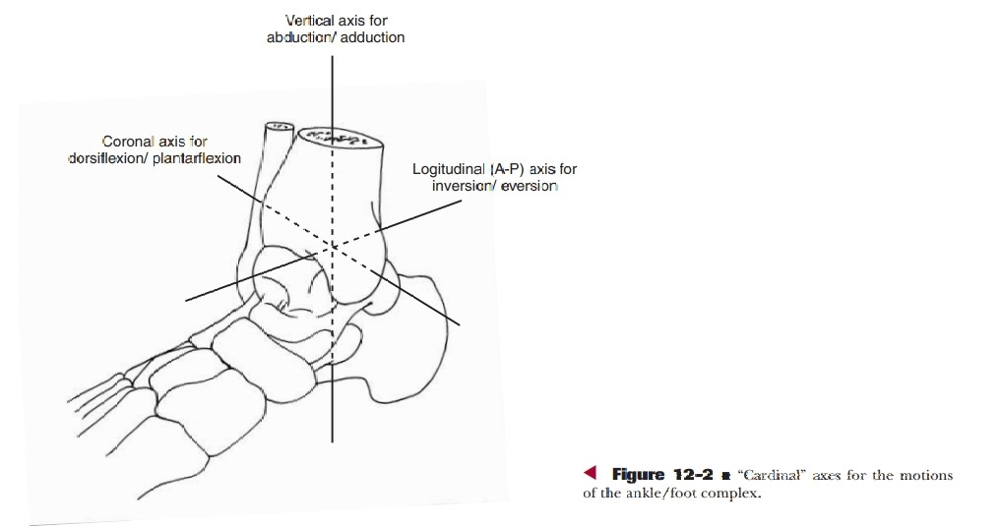 Vertical axis for
abduction/ adduction
Coronal axis for
dorsiflexion/ plantarflexion
Logitudinal (A-P) axis for
inversion/ eversion
◄ Figure 12–2 ■ “Cardinal” axes for the motions
of the ankle/foot complex.